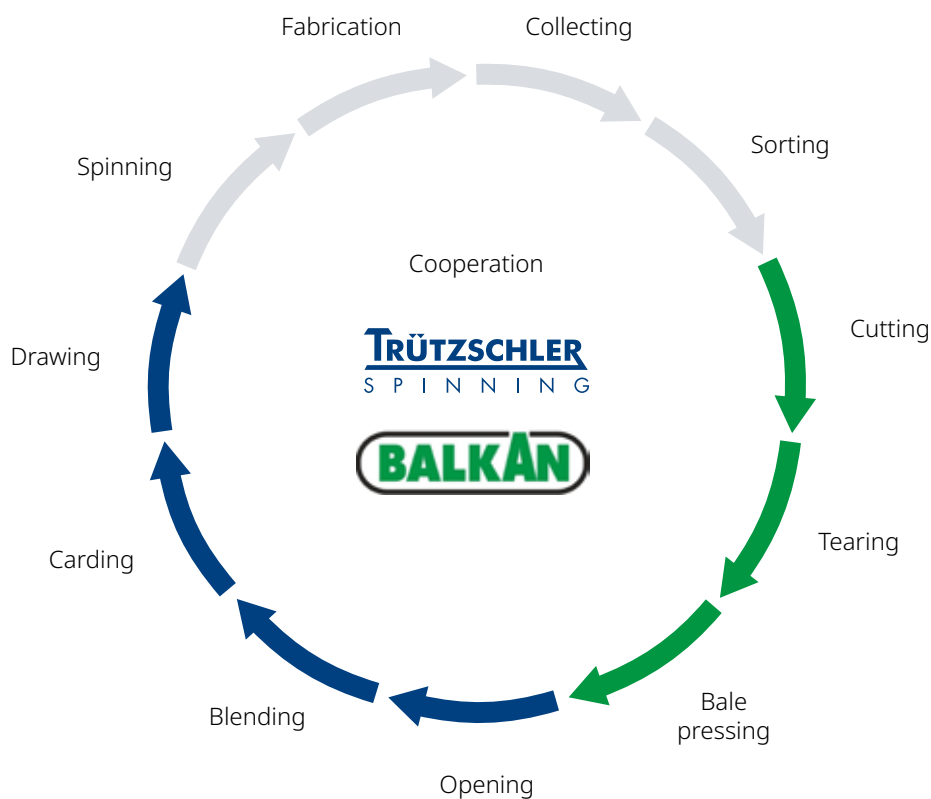 Fabrication
Collecting
Sorting
Spinning
Cooperation
TRÜTZSCHLER
SPINNING
Cutting
Drawing
BALKAN
Tearing
Carding
Bale
pressing
Blending
Opening